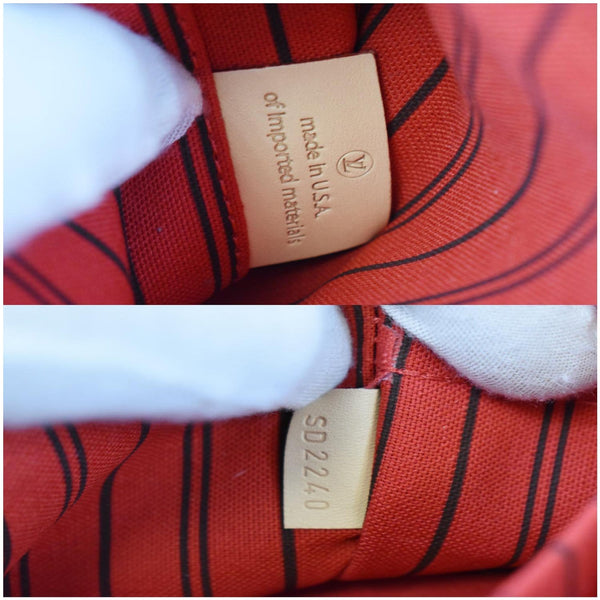 LV
made in U.S.A.
of Imported materials
SD2240